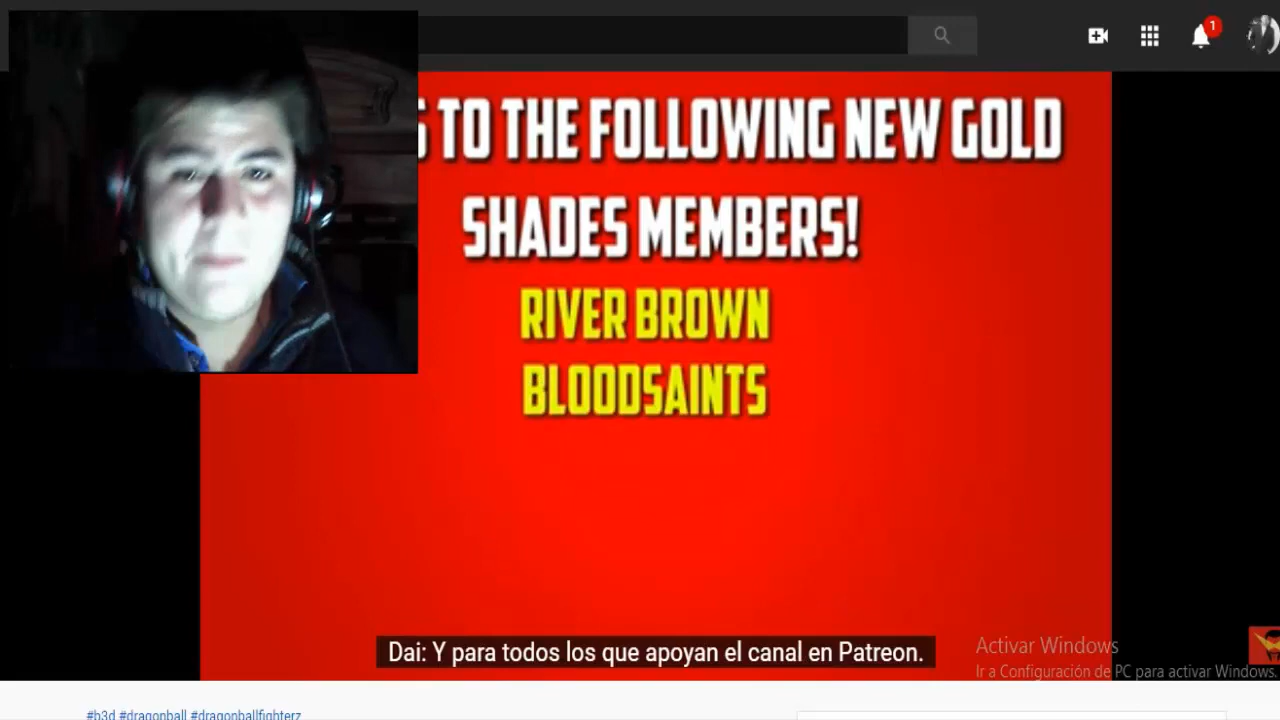 1
TO THE FOLLOWING NEW GOLD
SHADES MEMBERS!
RIVER BROWN
BLOODSAINTS
Dai: Y para todos los que apoyan el canal en Patreon.
Activar Windows
Ir a Configuración de PC para activar Windows.
#b3d #dragonball #dragonballfighterz